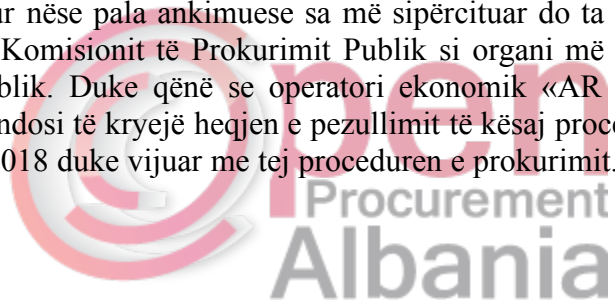 ur nëse pala ankimuese sa më sipërcituar do ta
Komisionit të Prokurimit Publik si organi më
blik. Duke qënë se operatori ekonomik «AR
ndosi të kryejë heqjen e pezullimit të kësaj proce
018 duke vijuar me tej proceduren e prokurimit.
Open
Procurement
Albania